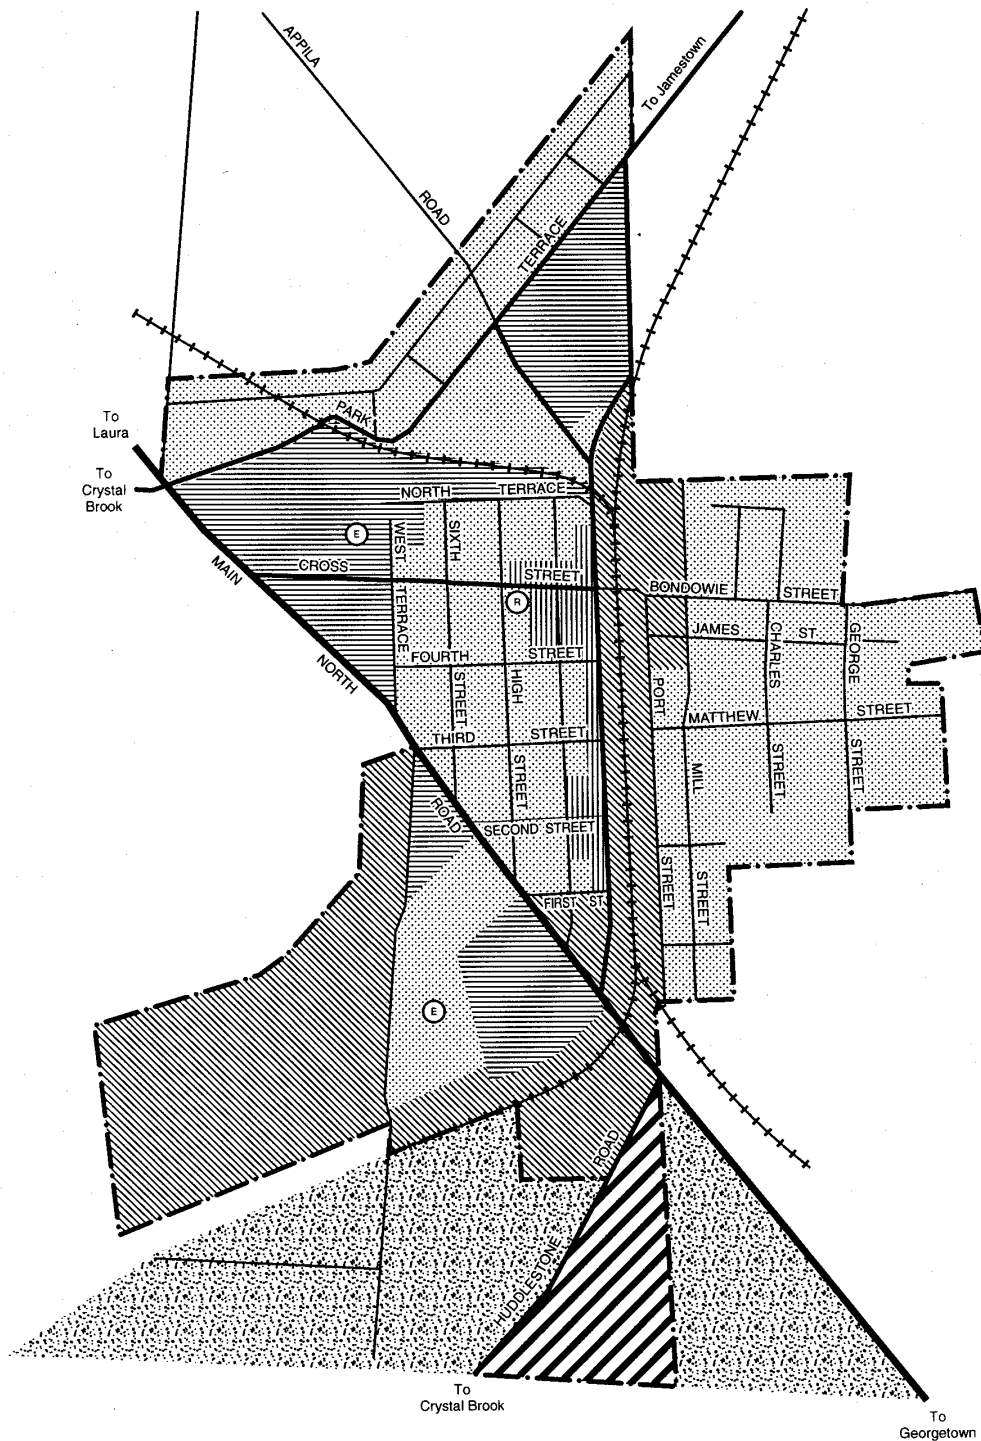 APPILA
ROAD
To Jamestown
TERRACE
PARK
To
Laura
To
Crystal
Brook
NORTH TERRACE
E
WEST TERRACE
SIXTH STREET
CROSS STREET
MAIN NORTH ROAD
R
BONDOWIE STREET
JAMES ST
CHARLES STREET
GEORGE STREET
FOURTH STREET
HIGH STREET
PORT STREET
MATTHEW STREET
THIRD STREET
MILL STREET
SECOND STREET
FIRST ST
E
HUDDLESTONE ROAD
To
Crystal Brook
To
Georgetown